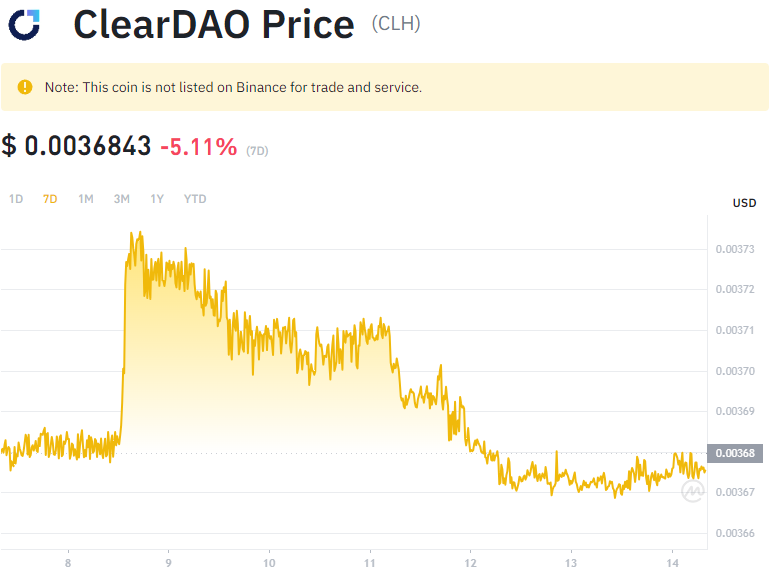 ClearDAO Price (CLH)
Note: This coin is not listed on Binance for trade and service.
$ 0.0036843 -5.11% (7D)
1D 7D 1M 3M 1Y YTD
USD
0.00373
0.00372
0.00371
0.00370
0.00369
0.00368
0.00367
0.00366
8 9 10 11 12 13 14